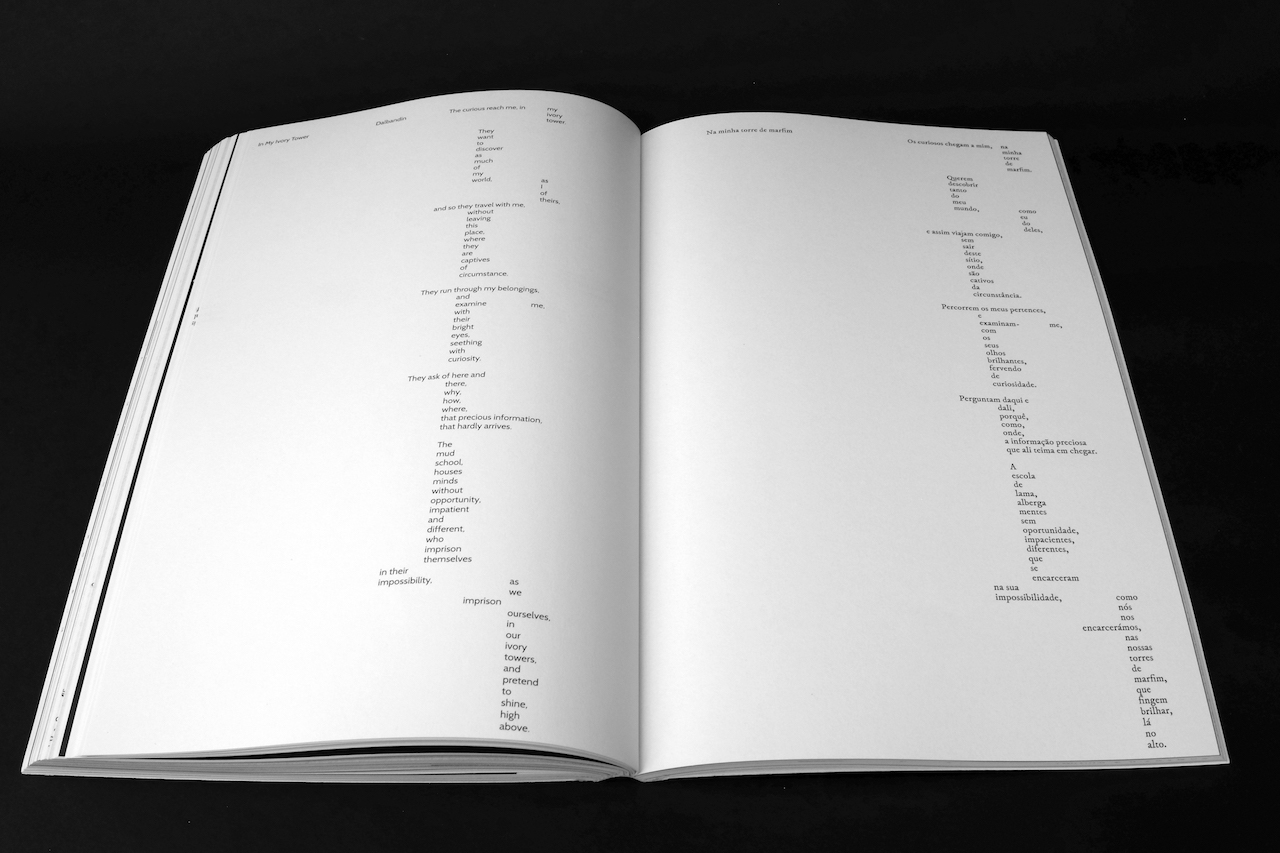 In My Ivory Tower
Dalbandin
The curious reach me, in my
ivory
tower.
They
want
to
discover
as
much
of
my
world,
as
I
of
theirs,
and so they travel with me,
without
leaving
this
place,
where
they
are
captives
of
circumstance.
They run through my belongings,
and
examine me,
with
their
bright
eyes,
seething
with
curiosity.
They ask of here and
there,
why,
how,
where,
that precious information,
that hardly arrives.
The
mud
school,
houses
minds
without
opportunity,
impatient
and
different,
who
imprison
themselves
in their
impossibility, as
we
imprison
ourselves,
in
our
ivory
towers,
and
pretend
to
shine,
high
above.
Na minha torre de marfim
Os curiosos chegam a mim, na
minha
torre
de
marfim.
Querem
descobrir
tanto
do
meu
mundo, como
eu
do
deles,
e assim viajam comigo,
sem
sair
deste
sítio,
onde
são
cativos
da
circunstância.
Percorrem os meus pertences,
e
examinam- me,
com
os
seus
olhos
brilhantes,
fervendo
de
curiosidade.
Perguntam daqui e
dali,
porquê,
como,
onde,
a informação preciosa
que ali teima em chegar.
A
escola
de
lama,
alberga
mentes
sem
oportunidade,
impacientes,
diferentes,
que
se
encarceram
na sua
impossibilidade, como
nós
nos
encarcerámos,
nas
nossas
torres
de
marfim,
que
fingem
brilhar,
lá
no
alto.